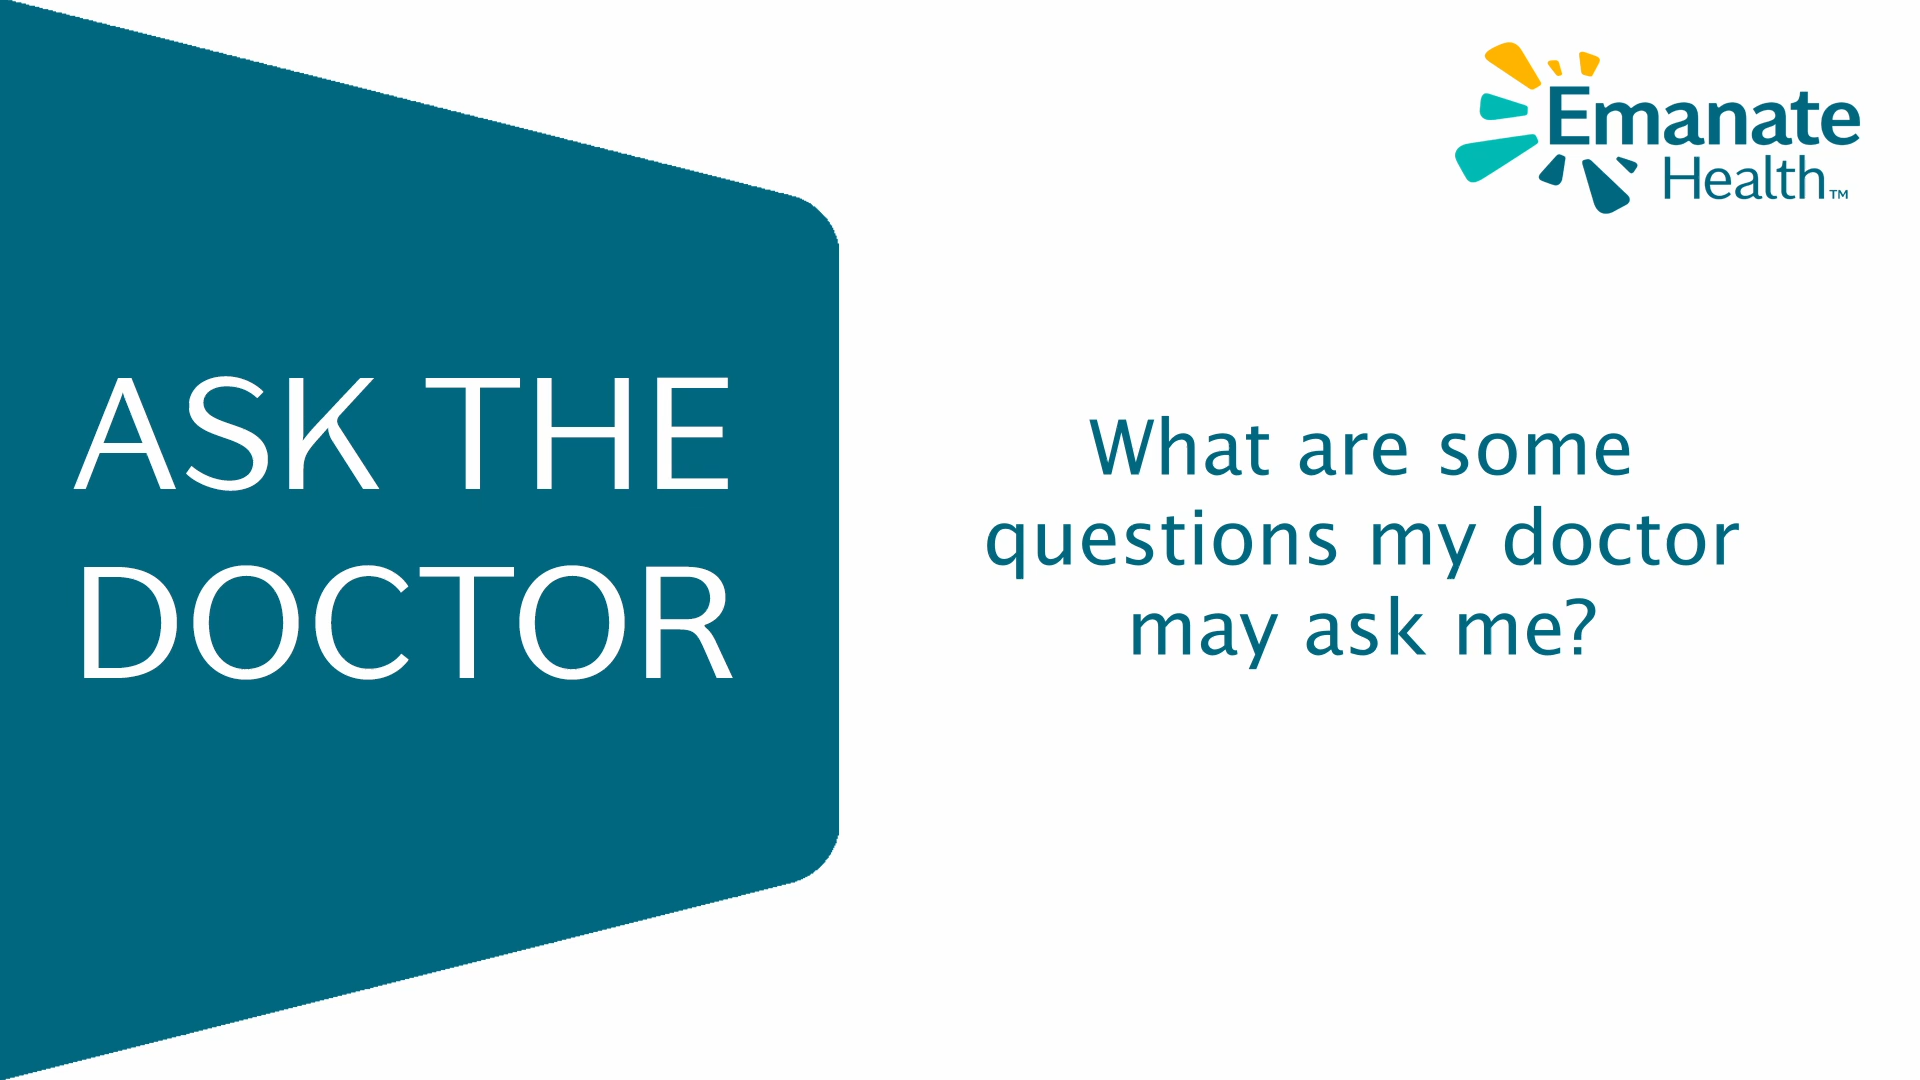 Emanate
Health™
ASK THE
DOCTOR
What are some
questions my doctor
may ask me?